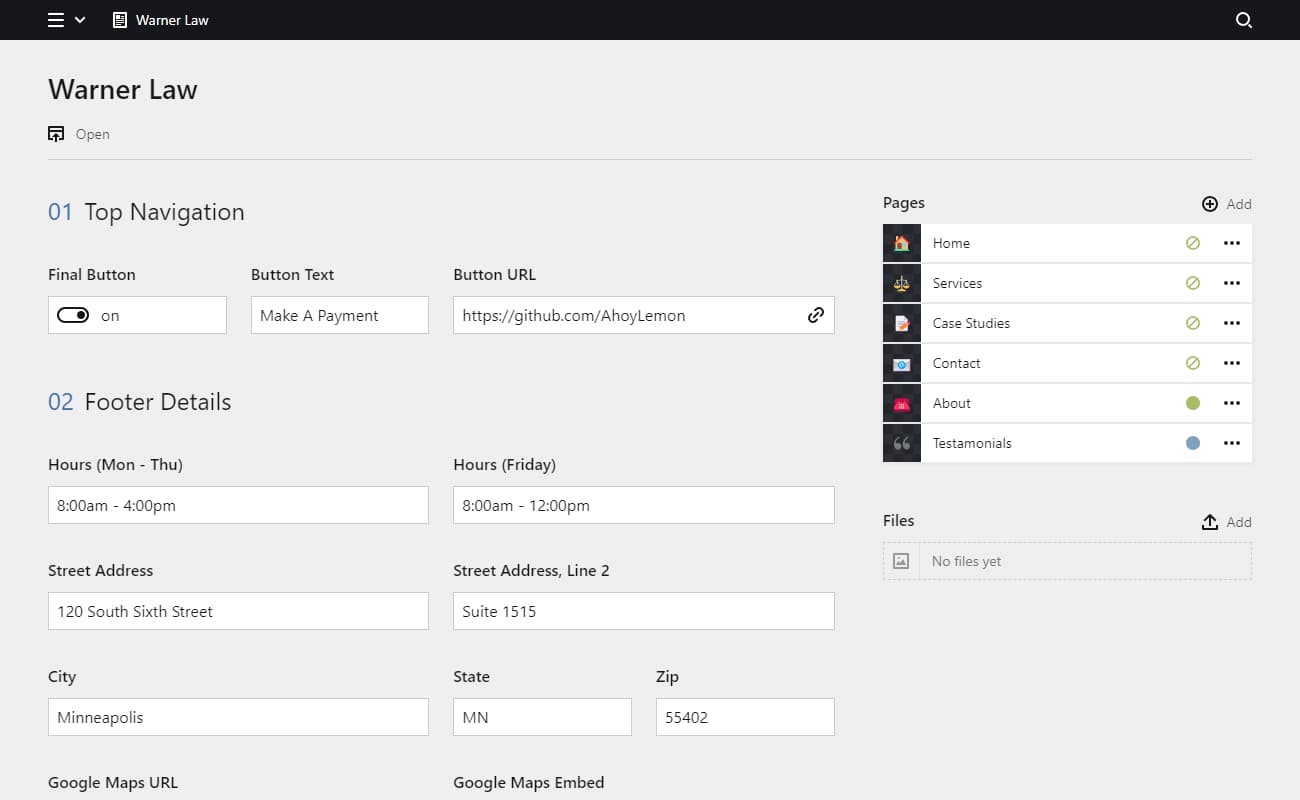 Warner Law
Warner Law
Open
01 Top Navigation
Final Button
Button Text
Button URL
on
Make A Payment
https://github.com/AhoyLemon
02 Footer Details
Hours (Mon - Thu)
Hours (Friday)
8:00am - 4:00pm
8:00am - 12:00pm
Street Address
Street Address, Line 2
120 South Sixth Street
Suite 1515
City
State
Zip
Minneapolis
MN
55402
Google Maps URL
Google Maps Embed
Pages
Add
Home
Services
Case Studies
Contact
About
Testamonials
Files
Add
No files yet